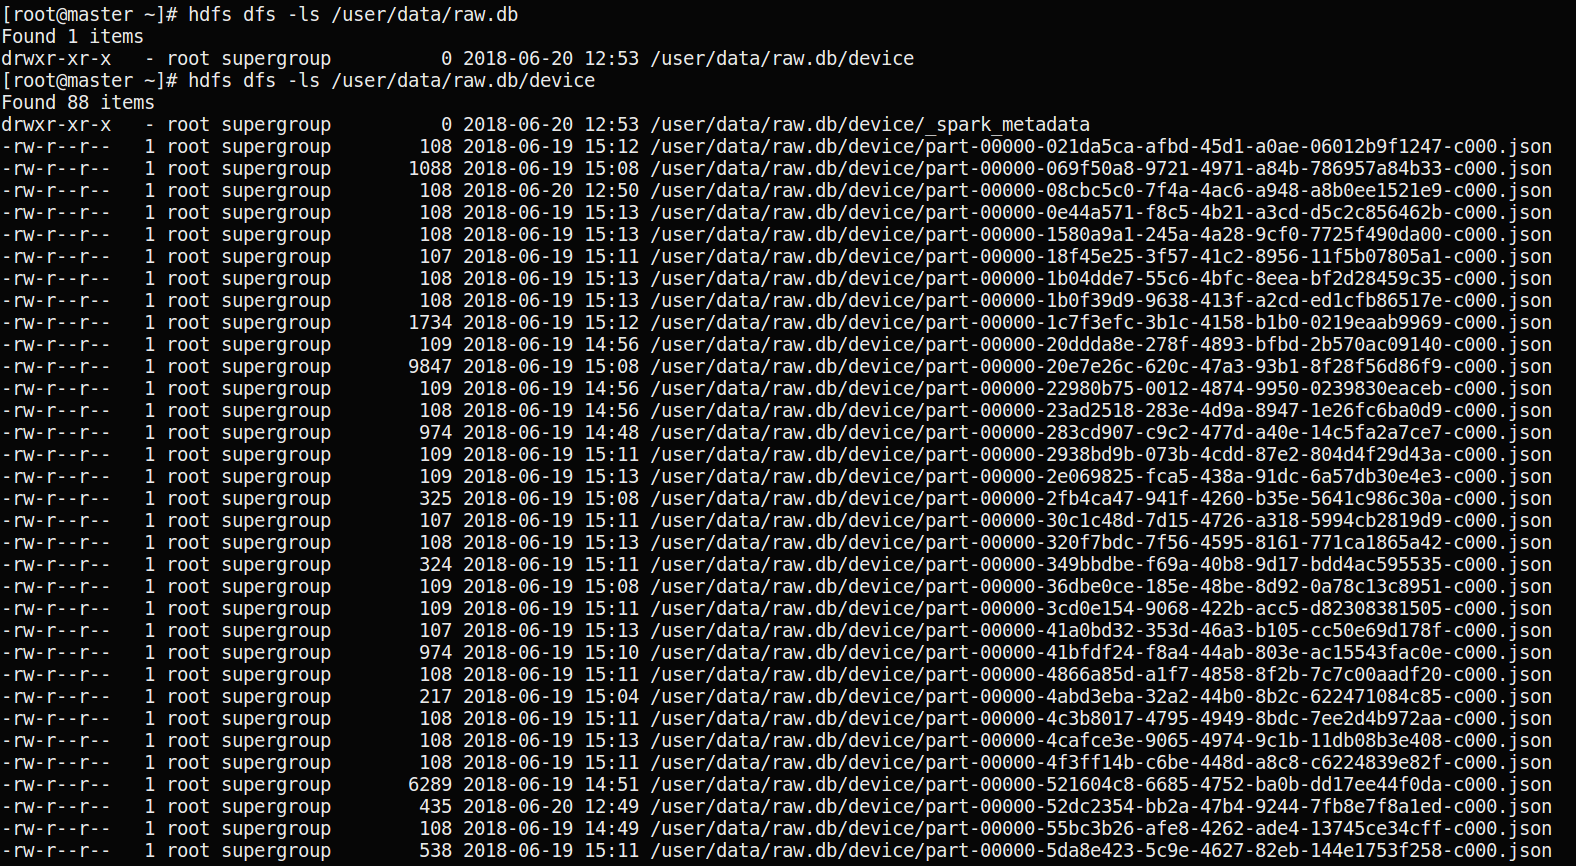 [root@master ~]# hdfs dfs -ls /user/data/raw.db
Found 1 items
drwxr-xr-x   - root supergroup          0 2018-06-20 12:53 /user/data/raw.db/device
[root@master ~]# hdfs dfs -ls /user/data/raw.db/device
Found 88 items
drwxr-xr-x   - root supergroup          0 2018-06-20 12:53 /user/data/raw.db/device/_spark_metadata
-rw-r--r--   1 root supergroup        108 2018-06-19 15:12 /user/data/raw.db/device/part-00000-021da5ca-afbd-45d1-a0ae-06012b9f1247-c000.json
-rw-r--r--   1 root supergroup       1088 2018-06-19 15:08 /user/data/raw.db/device/part-00000-069f50a8-9721-4971-a84b-786957a84b33-c000.json
-rw-r--r--   1 root supergroup        108 2018-06-20 12:50 /user/data/raw.db/device/part-00000-08cbc5c0-7f4a-4ac6-a948-a8b0ee1521e9-c000.json
-rw-r--r--   1 root supergroup        108 2018-06-19 15:13 /user/data/raw.db/device/part-00000-0e44a571-f8c5-4b21-a3cd-d5c2c856462b-c000.json
-rw-r--r--   1 root supergroup        108 2018-06-19 15:13 /user/data/raw.db/device/part-00000-1580a9a1-245a-4a28-9cf0-7725f490da00-c000.json
-rw-r--r--   1 root supergroup        107 2018-06-19 15:11 /user/data/raw.db/device/part-00000-18f45e25-3f57-41c2-8956-11f5b07805a1-c000.json
-rw-r--r--   1 root supergroup        108 2018-06-19 15:13 /user/data/raw.db/device/part-00000-1b04dde7-55c6-4bfc-8eea-bf2d28459c35-c000.json
-rw-r--r--   1 root supergroup        108 2018-06-19 15:13 /user/data/raw.db/device/part-00000-1b0f39d9-9638-413f-a2cd-ed1cfb86517e-c000.json
-rw-r--r--   1 root supergroup       1734 2018-06-19 15:12 /user/data/raw.db/device/part-00000-1c7f3efc-3b1c-4158-b1b0-0219eaab9969-c000.json
-rw-r--r--   1 root supergroup        109 2018-06-19 14:56 /user/data/raw.db/device/part-00000-20ddda8e-278f-4893-bfbd-2b570ac09140-c000.json
-rw-r--r--   1 root supergroup       9847 2018-06-19 15:08 /user/data/raw.db/device/part-00000-20e7e26c-620c-47a3-93b1-8f28f56d86f9-c000.json
-rw-r--r--   1 root supergroup        109 2018-06-19 14:56 /user/data/raw.db/device/part-00000-22980b75-0012-4874-9950-0239830eaceb-c000.json
-rw-r--r--   1 root supergroup        108 2018-06-19 14:56 /user/data/raw.db/device/part-00000-23ad2518-283e-4d9a-8947-1e26fc6ba0d9-c000.json
-rw-r--r--   1 root supergroup        974 2018-06-19 14:48 /user/data/raw.db/device/part-00000-283cd907-c9c2-477d-a40e-14c5fa2a7ce7-c000.json
-rw-r--r--   1 root supergroup        109 2018-06-19 15:11 /user/data/raw.db/device/part-00000-2938bd9b-073b-4cdd-87e2-804d4f29d43a-c000.json
-rw-r--r--   1 root supergroup        109 2018-06-19 15:13 /user/data/raw.db/device/part-00000-2e069825-fca5-438a-91dc-6a57db30e4e3-c000.json
-rw-r--r--   1 root supergroup        325 2018-06-19 15:08 /user/data/raw.db/device/part-00000-2fb4ca47-941f-4260-b35e-5641c986c30a-c000.json
-rw-r--r--   1 root supergroup        107 2018-06-19 15:11 /user/data/raw.db/device/part-00000-30c1c48d-7d15-4726-a318-5994cb2819d9-c000.json
-rw-r--r--   1 root supergroup        108 2018-06-19 15:13 /user/data/raw.db/device/part-00000-320f7bdc-7f56-4595-8161-771ca1865a42-c000.json
-rw-r--r--   1 root supergroup        324 2018-06-19 15:11 /user/data/raw.db/device/part-00000-349bbdbe-f69a-40b8-9d17-bdd4ac595535-c000.json
-rw-r--r--   1 root supergroup        109 2018-06-19 15:08 /user/data/raw.db/device/part-00000-36dbe0ce-185e-48be-8d92-0a78c13c8951-c000.json
-rw-r--r--   1 root supergroup        109 2018-06-19 15:11 /user/data/raw.db/device/part-00000-3cd0e154-9068-422b-acc5-d82308381505-c000.json
-rw-r--r--   1 root supergroup        107 2018-06-19 15:13 /user/data/raw.db/device/part-00000-41a0bd32-353d-46a3-b105-cc50e69d178f-c000.json
-rw-r--r--   1 root supergroup        974 2018-06-19 15:10 /user/data/raw.db/device/part-00000-41bfdf24-f8a4-44ab-803e-ac15543fac0e-c000.json
-rw-r--r--   1 root supergroup        108 2018-06-19 15:11 /user/data/raw.db/device/part-00000-4866a85d-a1f7-4858-8f2b-7c7c00aadf20-c000.json
-rw-r--r--   1 root supergroup        217 2018-06-19 15:04 /user/data/raw.db/device/part-00000-4abd3eba-32a2-44b0-8b2c-622471084c85-c000.json
-rw-r--r--   1 root supergroup        108 2018-06-19 15:11 /user/data/raw.db/device/part-00000-4c3b8017-4795-4949-8bdc-7ee2d4b972aa-c000.json
-rw-r--r--   1 root supergroup        108 2018-06-19 15:13 /user/data/raw.db/device/part-00000-4cafce3e-9065-4974-9c1b-11db08b3e408-c000.json
-rw-r--r--   1 root supergroup        108 2018-06-19 15:11 /user/data/raw.db/device/part-00000-4f3ff14b-c6be-448d-a8c8-c6224839e82f-c000.json
-rw-r--r--   1 root supergroup       6289 2018-06-19 14:51 /user/data/raw.db/device/part-00000-521604c8-6685-4752-ba0b-dd17ee44f0da-c000.json
-rw-r--r--   1 root supergroup        435 2018-06-20 12:49 /user/data/raw.db/device/part-00000-52dc2354-bb2a-47b4-9244-7fb8e7f8a1ed-c000.json
-rw-r--r--   1 root supergroup        108 2018-06-19 14:49 /user/data/raw.db/device/part-00000-55bc3b26-afe8-4262-ade4-13745ce34cff-c000.json
-rw-r--r--   1 root supergroup        538 2018-06-19 15:11 /user/data/raw.db/device/part-00000-5da8e423-5c9e-4627-82eb-144e1753f258-c000.json